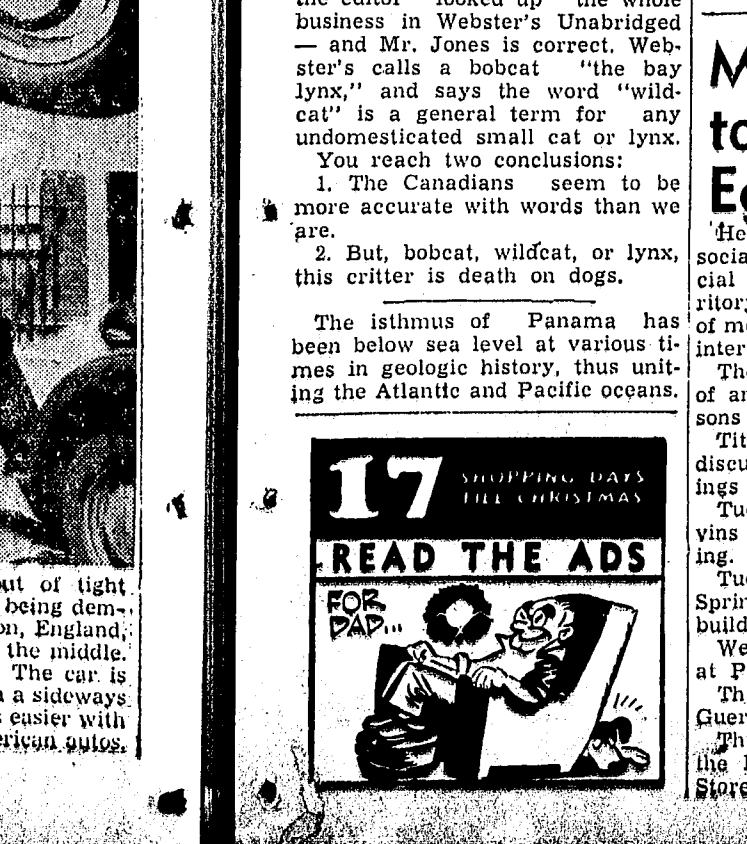 the editor looked up the whole
business in Webster's Unabridged
— and Mr. Jones is correct. Web-
ster's calls a bobcat "the bay
lynx," and says the word "wild-
cat" is a general term for any
undomesticated small cat or lynx.
You reach two conclusions:
1. The Canadians seem to be
more accurate with words than we
are.
2. But, bobcat, wildcat, or lynx,
this critter is death on dogs.
The isthmus of Panama has
been below sea level at various ti-
mes in geologic history, thus unit-
ing the Atlantic and Pacific oceans.
17
SHOPPING DAYS
TILL CHRISTMAS
READ THE ADS
FOR
DAD...
out of tight
being dem-
on, England,
the middle.
The car is
a sideways
easier with
erican autos.
M
to
E
He
socia
cial
ritory
of m
inter
The
of a
sons
Tit
discu
ings
Tue
vins
ing.
Tue
Sprin
build
We
at P
Th
Guer
Th
the
Store